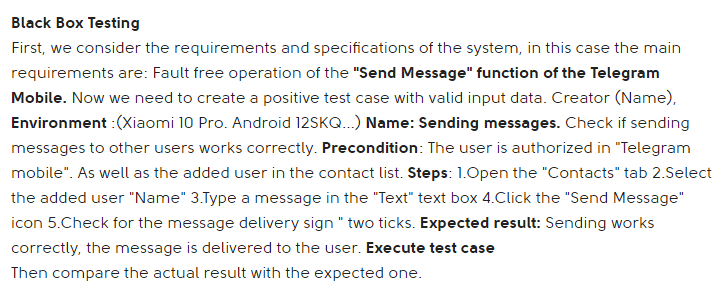 Black Box Testing
First, we consider the requirements and specifications of the system, in this case the main
requirements are: Fault free operation of the "Send Message" function of the Telegram
Mobile. Now we need to create a positive test case with valid input data. Creator (Name),
Environment :(Xiaomi 10 Pro. Android 12SKQ...) Name: Sending messages. Check if sending
messages to other users works correctly. Precondition: The user is authorized in "Telegram
mobile". As well as the added user in the contact list. Steps: 1.Open the "Contacts" tab 2.Select
the added user "Name" 3.Type a message in the "Text" text box 4.Click the "Send Message"
icon 5.Check for the message delivery sign " two ticks. Expected result: Sending works
correctly, the message is delivered to the user. Execute test case
Then compare the actual result with the expected one.